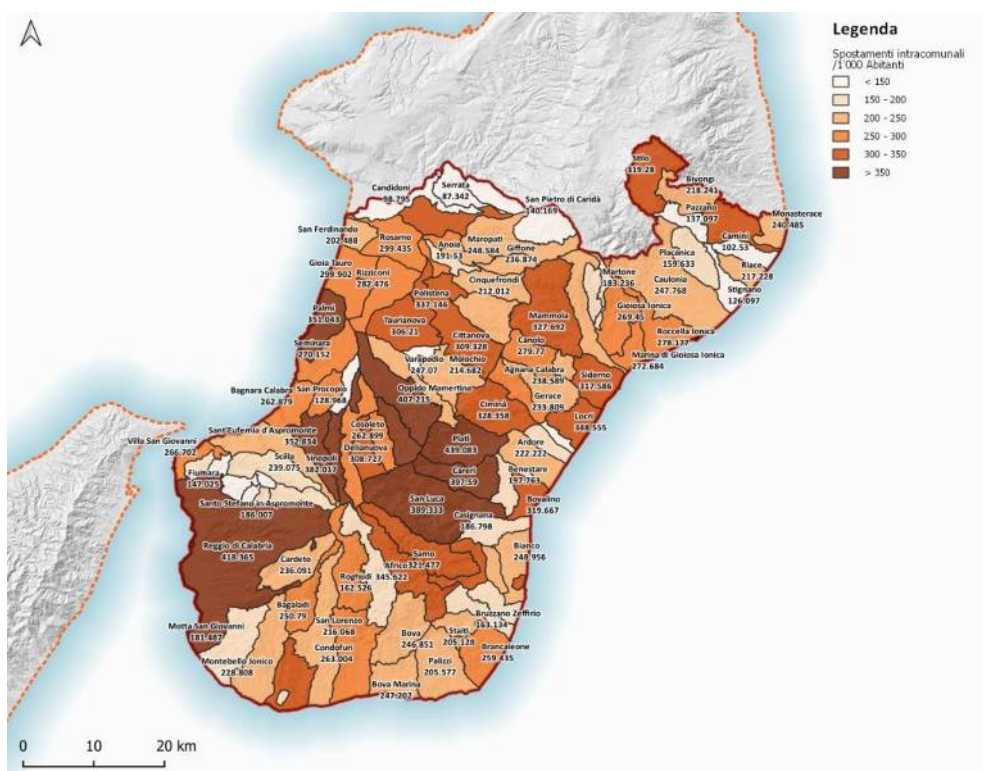 Legenda
Spostamenti intracomunali
/1'000 Abitanti
< 150
150 - 200
200 - 250
250 - 300
300 - 350
> 350
Stilo
319.28
Bivongi
218.241
Candidoni
98.795
Serrata
87.342
San Pietro di Caridà
140.169
Pazzano
137.097
Monasterace
240.485
San Ferdinando
202.488
Rosarno
299.435
Anoia
191.53
Maropati
248.584
Giffone
236.874
Camini
102.53
Placanica
159.633
Riace
217.228
Gioia Tauro
299.902
Rizziconi
282.476
Cinquefrondi
212.012
Martone
183.236
Caulonia
247.768
Stignano
126.097
Polistena
337.146
Palmi
351.043
Taurianova
306.21
Mammola
327.692
Gioiosa Ionica
269.45
Roccella Ionica
278.177
Seminara
270.152
Cittanova
309.328
Canolo
279.77
Marina di Gioiosa Ionica
272.684
Varapodio
247.07
Molochio
214.682
Agnana Calabra
238.589
Siderno
317.586
Bagnara Calabra
262.879
San Procopio
128.968
Oppido Mamertina
407.215
Gerace
233.809
Ciminà
328.358
Locri
348.555
Sant'Eufemia d'Aspromonte
352.834
Cosoleto
262.899
Platì
439.083
Ardore
222.222
Villa San Giovanni
266.702
Scilla
239.075
Sinopoli
382.017
Delianuova
308.727
Fiumara
147.025
Careri
397.59
Benestare
197.763
Santo Stefano in Aspromonte
186.007
San Luca
389.333
Bovalino
319.667
Casignana
186.798
Reggio di Calabria
418.365
Cardeto
236.091
Samo
321.477
Africo
345.622
Bianco
248.956
Roghudi
162.526
Bagaladi
250.79
Motta San Giovanni
181.487
San Lorenzo
216.068
Bruzzano Zeffirio
163.134
Bova
246.851
Staiti
205.128
Condofuri
263.004
Brancaleone
259.435
Montebello Jonico
228.808
Palizzi
205.577
Bova Marina
247.202
0 10 20 km